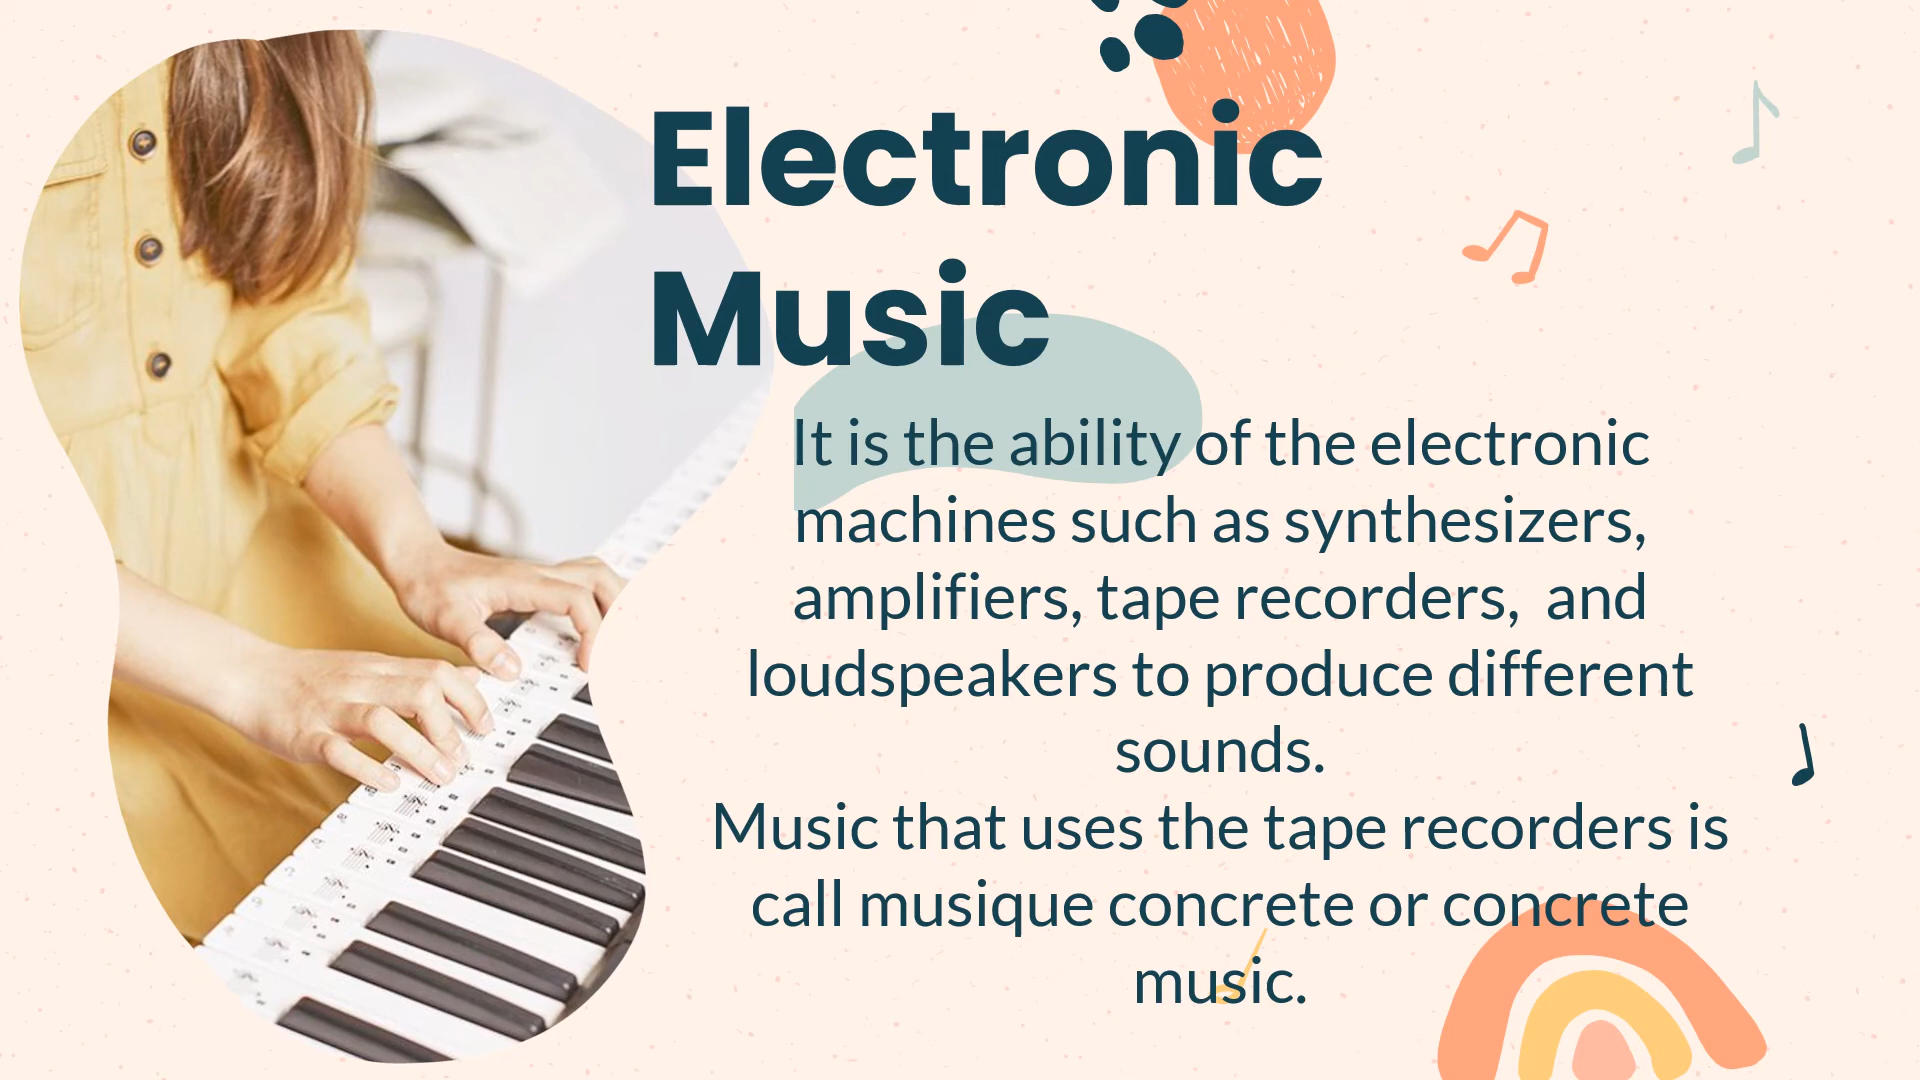 Electronic
Music
It is the ability of the electronic
machines such as synthesizers,
amplifiers, tape recorders,  and
loudspeakers to produce different
sounds.
Music that uses the tape recorders is
call musique concrete or concrete
music.